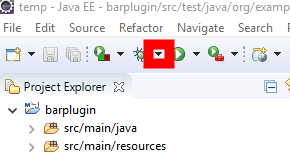 temp - Java EE - barplugin/src/test/java/org/examp
File Edit Source Refactor Navigate Search
Project Explorer
barplugin
src/main/java
src/main/resources